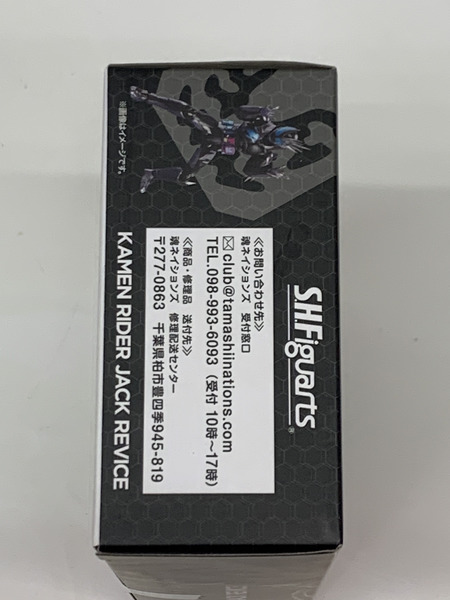 S.H.Figuarts
®
≪お問い合わせ先≫
魂ネイションズ 受付窓口
✉club@tamashiinations.com
TEL.098-993-6093 (受付 10時〜17時)
≪商品・修理品 送付先≫
魂ネイションズ 修理配送センター
〒277-0863 千葉県柏市豊四季945-819
※画像はイメージです。
KAMEN RIDER JACK REVICE